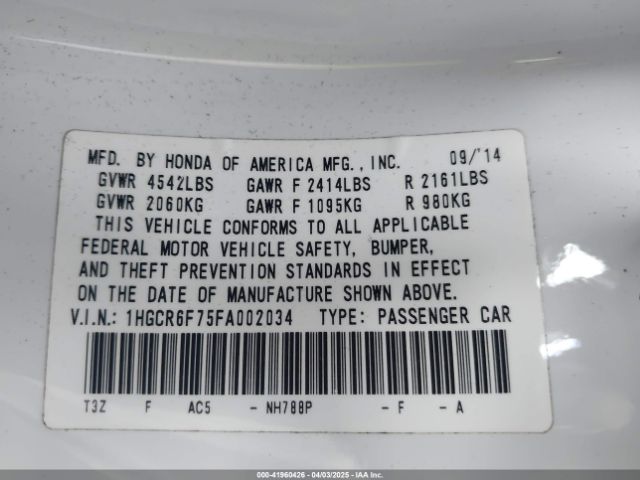 MFD. BY HONDA OF AMERICA MFG., INC. 09/'14
GVWR 4542LBS GAWR F 2414LBS R 2161LBS
GVWR 2060KG GAWR F 1095KG R 980KG
THIS VEHICLE CONFORMS TO ALL APPLICABLE
FEDERAL MOTOR VEHICLE SAFETY, BUMPER,
AND THEFT PREVENTION STANDARDS IN EFFECT
ON THE DATE OF MANUFACTURE SHOWN ABOVE.
V.I.N.: 1HGCR6F75FA002034 TYPE: PASSENGER CAR
T3Z F AC5 - NH788P - F - A
000-41960426 - 04/03/2025 - IAA Inc.